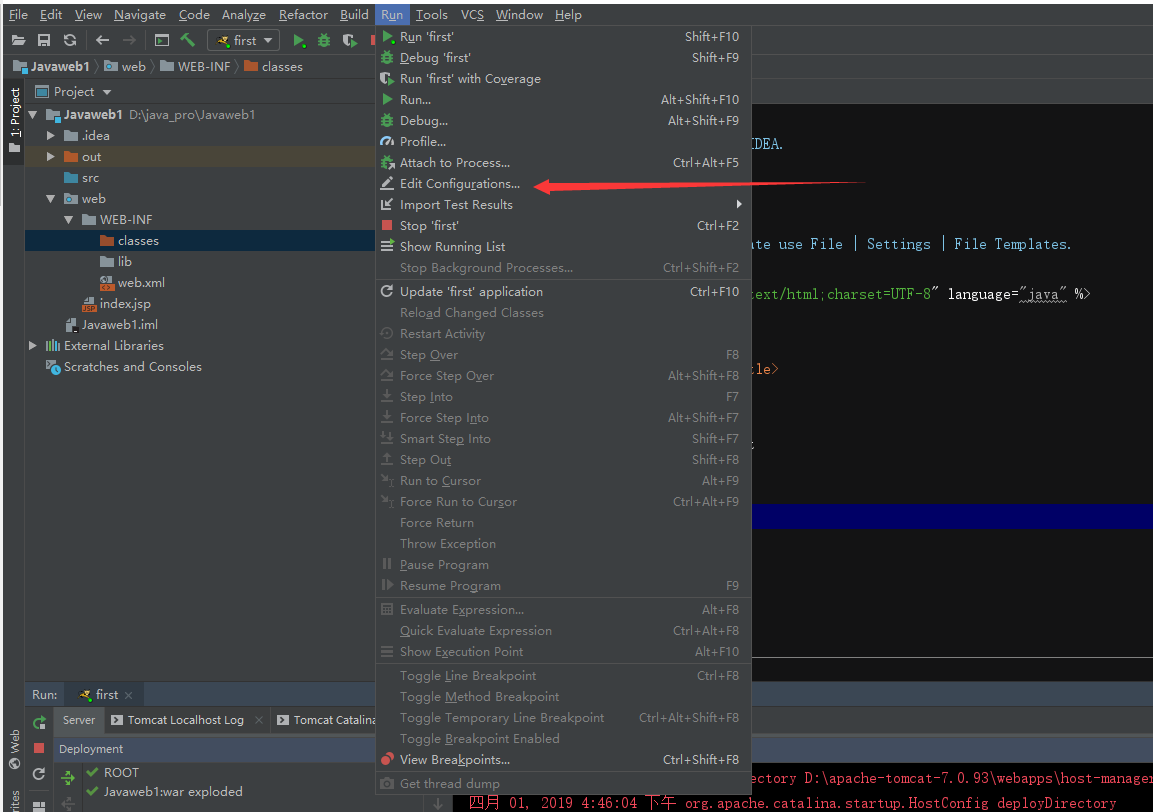 File Edit View Navigate Code Analyze Refactor Build Run Tools VCS Window Help
first
Javaweb1 web WEB-INF classes
1: Project
Project
Javaweb1 D:\java_pro\Javaweb1
.idea
out
src
web
WEB-INF
classes
lib
web.xml
index.jsp
Javaweb1.iml
External Libraries
Scratches and Consoles
Run 'first' Shift+F10
Debug 'first' Shift+F9
Run 'first' with Coverage
Run... Alt+Shift+F10
Debug... Alt+Shift+F9
Profile...
Attach to Process... Ctrl+Alt+F5
Edit Configurations...
Import Test Results
Stop 'first' Ctrl+F2
Show Running List
Stop Background Processes... Ctrl+Shift+F2
Update 'first' application Ctrl+F10
Reload Changed Classes
Restart Activity
Step Over F8
Force Step Over Alt+Shift+F8
Step Into F7
Force Step Into Alt+Shift+F7
Smart Step Into Shift+F7
Step Out Shift+F8
Run to Cursor Alt+F9
Force Run to Cursor Ctrl+Alt+F9
Force Return
Throw Exception
Pause Program
Resume Program F9
Evaluate Expression... Alt+F8
Quick Evaluate Expression Ctrl+Alt+F8
Show Execution Point Alt+F10
Toggle Line Breakpoint Ctrl+F8
Toggle Method Breakpoint
Toggle Temporary Line Breakpoint Ctrl+Alt+Shift+F8
Toggle Breakpoint Enabled
View Breakpoints... Ctrl+Shift+F8
Get thread dump
IDEA.
te use File | Settings | File Templates.
text/html;charset=UTF-8" language="java" %>
tle>
Run: first
Server Tomcat Localhost Log Tomcat Catalina
Deployment
ROOT
Javaweb1:war exploded
Web
ectory D:\apache-tomcat-7.0.93\webapps\host-manager
四月 01, 2019 4:46:04 下午 org.apache.catalina.startup.HostConfig deployDirectory